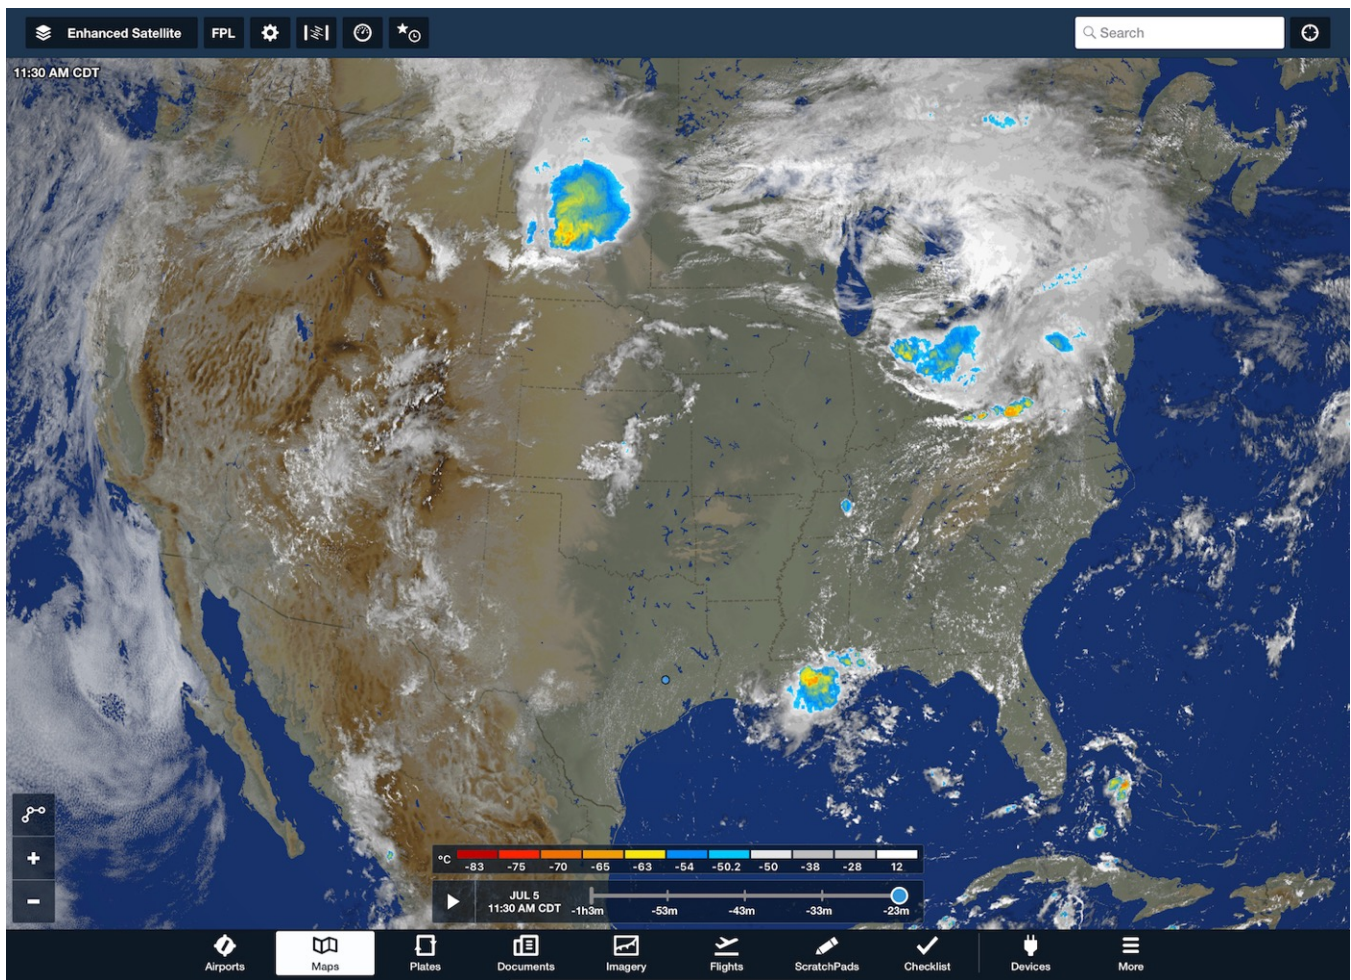 Enhanced Satellite FPL Search
11:30 AM CDT
°C -83 -75 -70 -65 -63 -54 -50.2 -50 -38 -28 12
JUL 5
11:30 AM CDT -1h3m -53m -43m -33m -23m
Airports Maps Plates Documents Imagery Flights ScratchPads Checklist Devices More